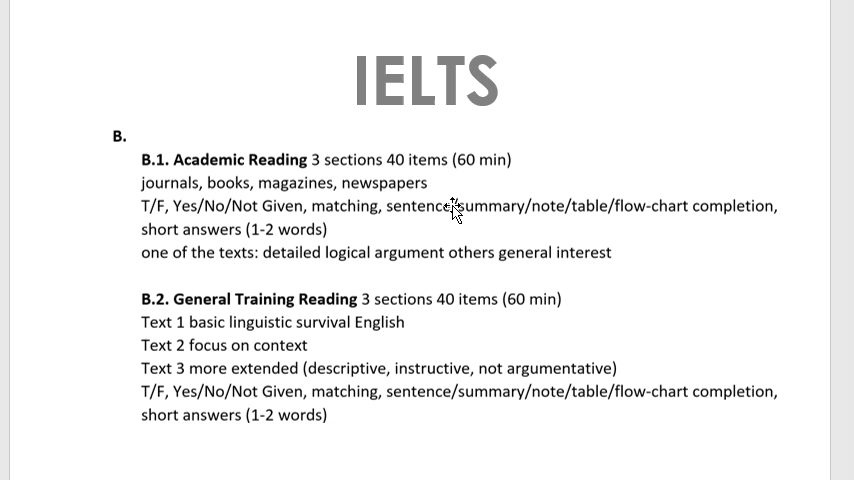 IELTS
B.
B.1. Academic Reading 3 sections 40 items (60 min)
journals, books, magazines, newspapers
T/F, Yes/No/Not Given, matching, sentence/summary/note/table/flow-chart completion,
short answers (1-2 words)
one of the texts: detailed logical argument others general interest
B.2. General Training Reading 3 sections 40 items (60 min)
Text 1 basic linguistic survival English
Text 2 focus on context
Text 3 more extended (descriptive, instructive, not argumentative)
T/F, Yes/No/Not Given, matching, sentence/summary/note/table/flow-chart completion,
short answers (1-2 words)